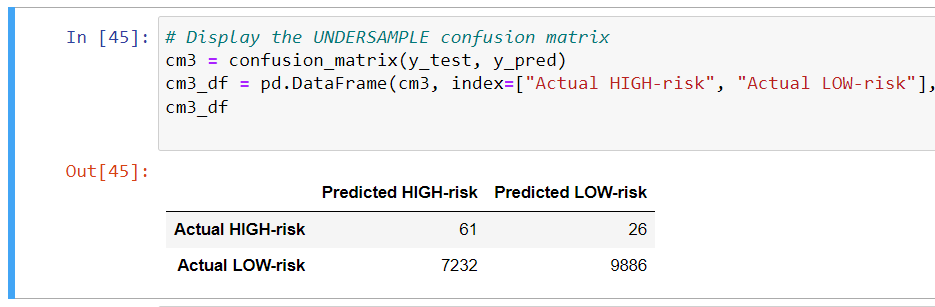 In [45]: # Display the UNDERSAMPLE confusion matrix
cm3 = confusion_matrix(y_test, y_pred)
cm3_df = pd.DataFrame(cm3, index=["Actual HIGH-risk", "Actual LOW-risk"],
cm3_df
Out[45]:
Predicted HIGH-risk Predicted LOW-risk
Actual HIGH-risk 61 26
Actual LOW-risk 7232 9886